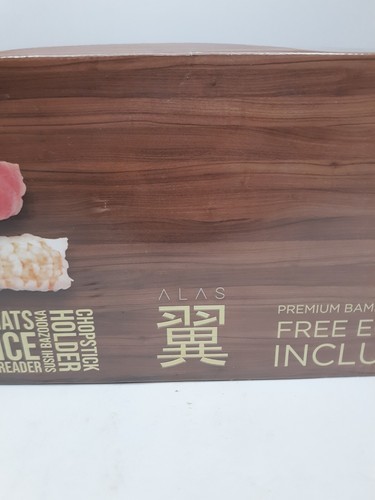 ALAS
翼
ATS
ICE
READER
SUSHI BAZOOKA
HOLDER
CHOPSTICK
PREMIUM BAM
FREE E
INCLU